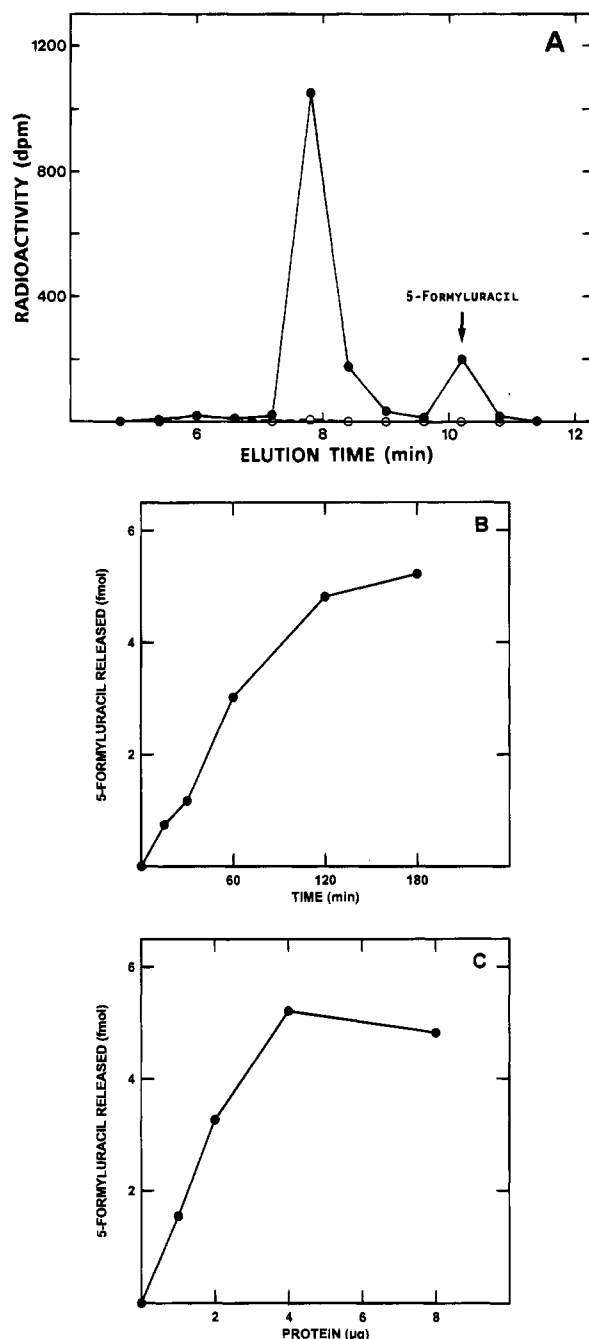 A
1200
800
400
RADIOACTIVITY (dpm)
5-FORMYLURACIL
6 8 10 12
ELUTION TIME (min)
B
6
4
2
5-FORMYLURACIL RELEASED (fmol)
60 120 180
TIME (min)
C
6
4
2
5-FORMYLURACIL RELEASED (fmol)
2 4 6 8
PROTEIN (µg)